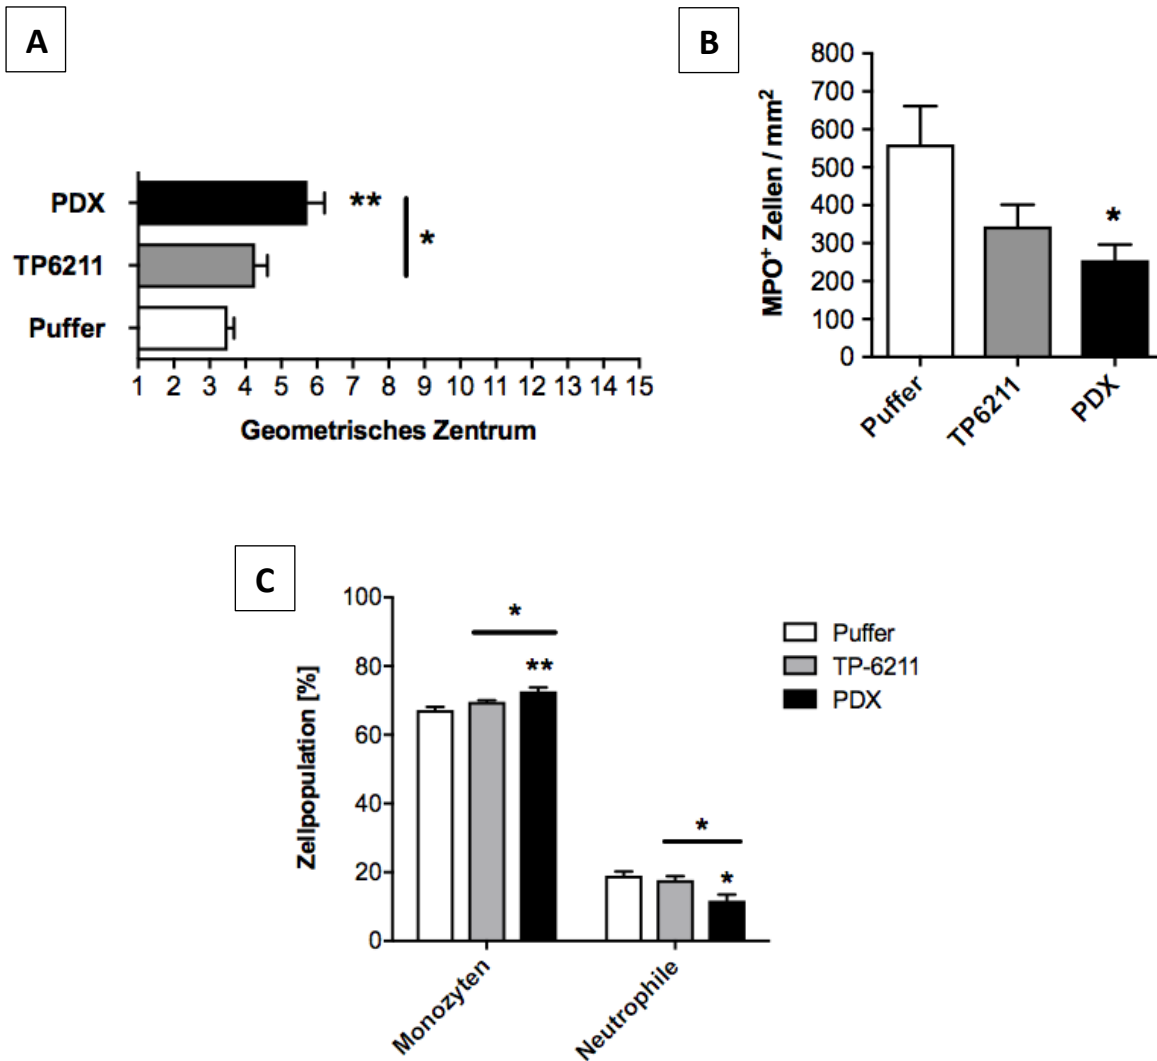 A
PDX
TP6211
Puffer
**
*
1 2 3 4 5 6 7 8 9 10 11 12 13 14 15
Geometrisches Zentrum
B
MPO+ Zellen / mm2
800
700
600
500
400
300
200
100
0
*
Puffer
TP6211
PDX
C
Zellpopulation [%]
100
80
60
40
20
0
*
**
*
*
Monozyten
Neutrophile
Puffer
TP-6211
PDX